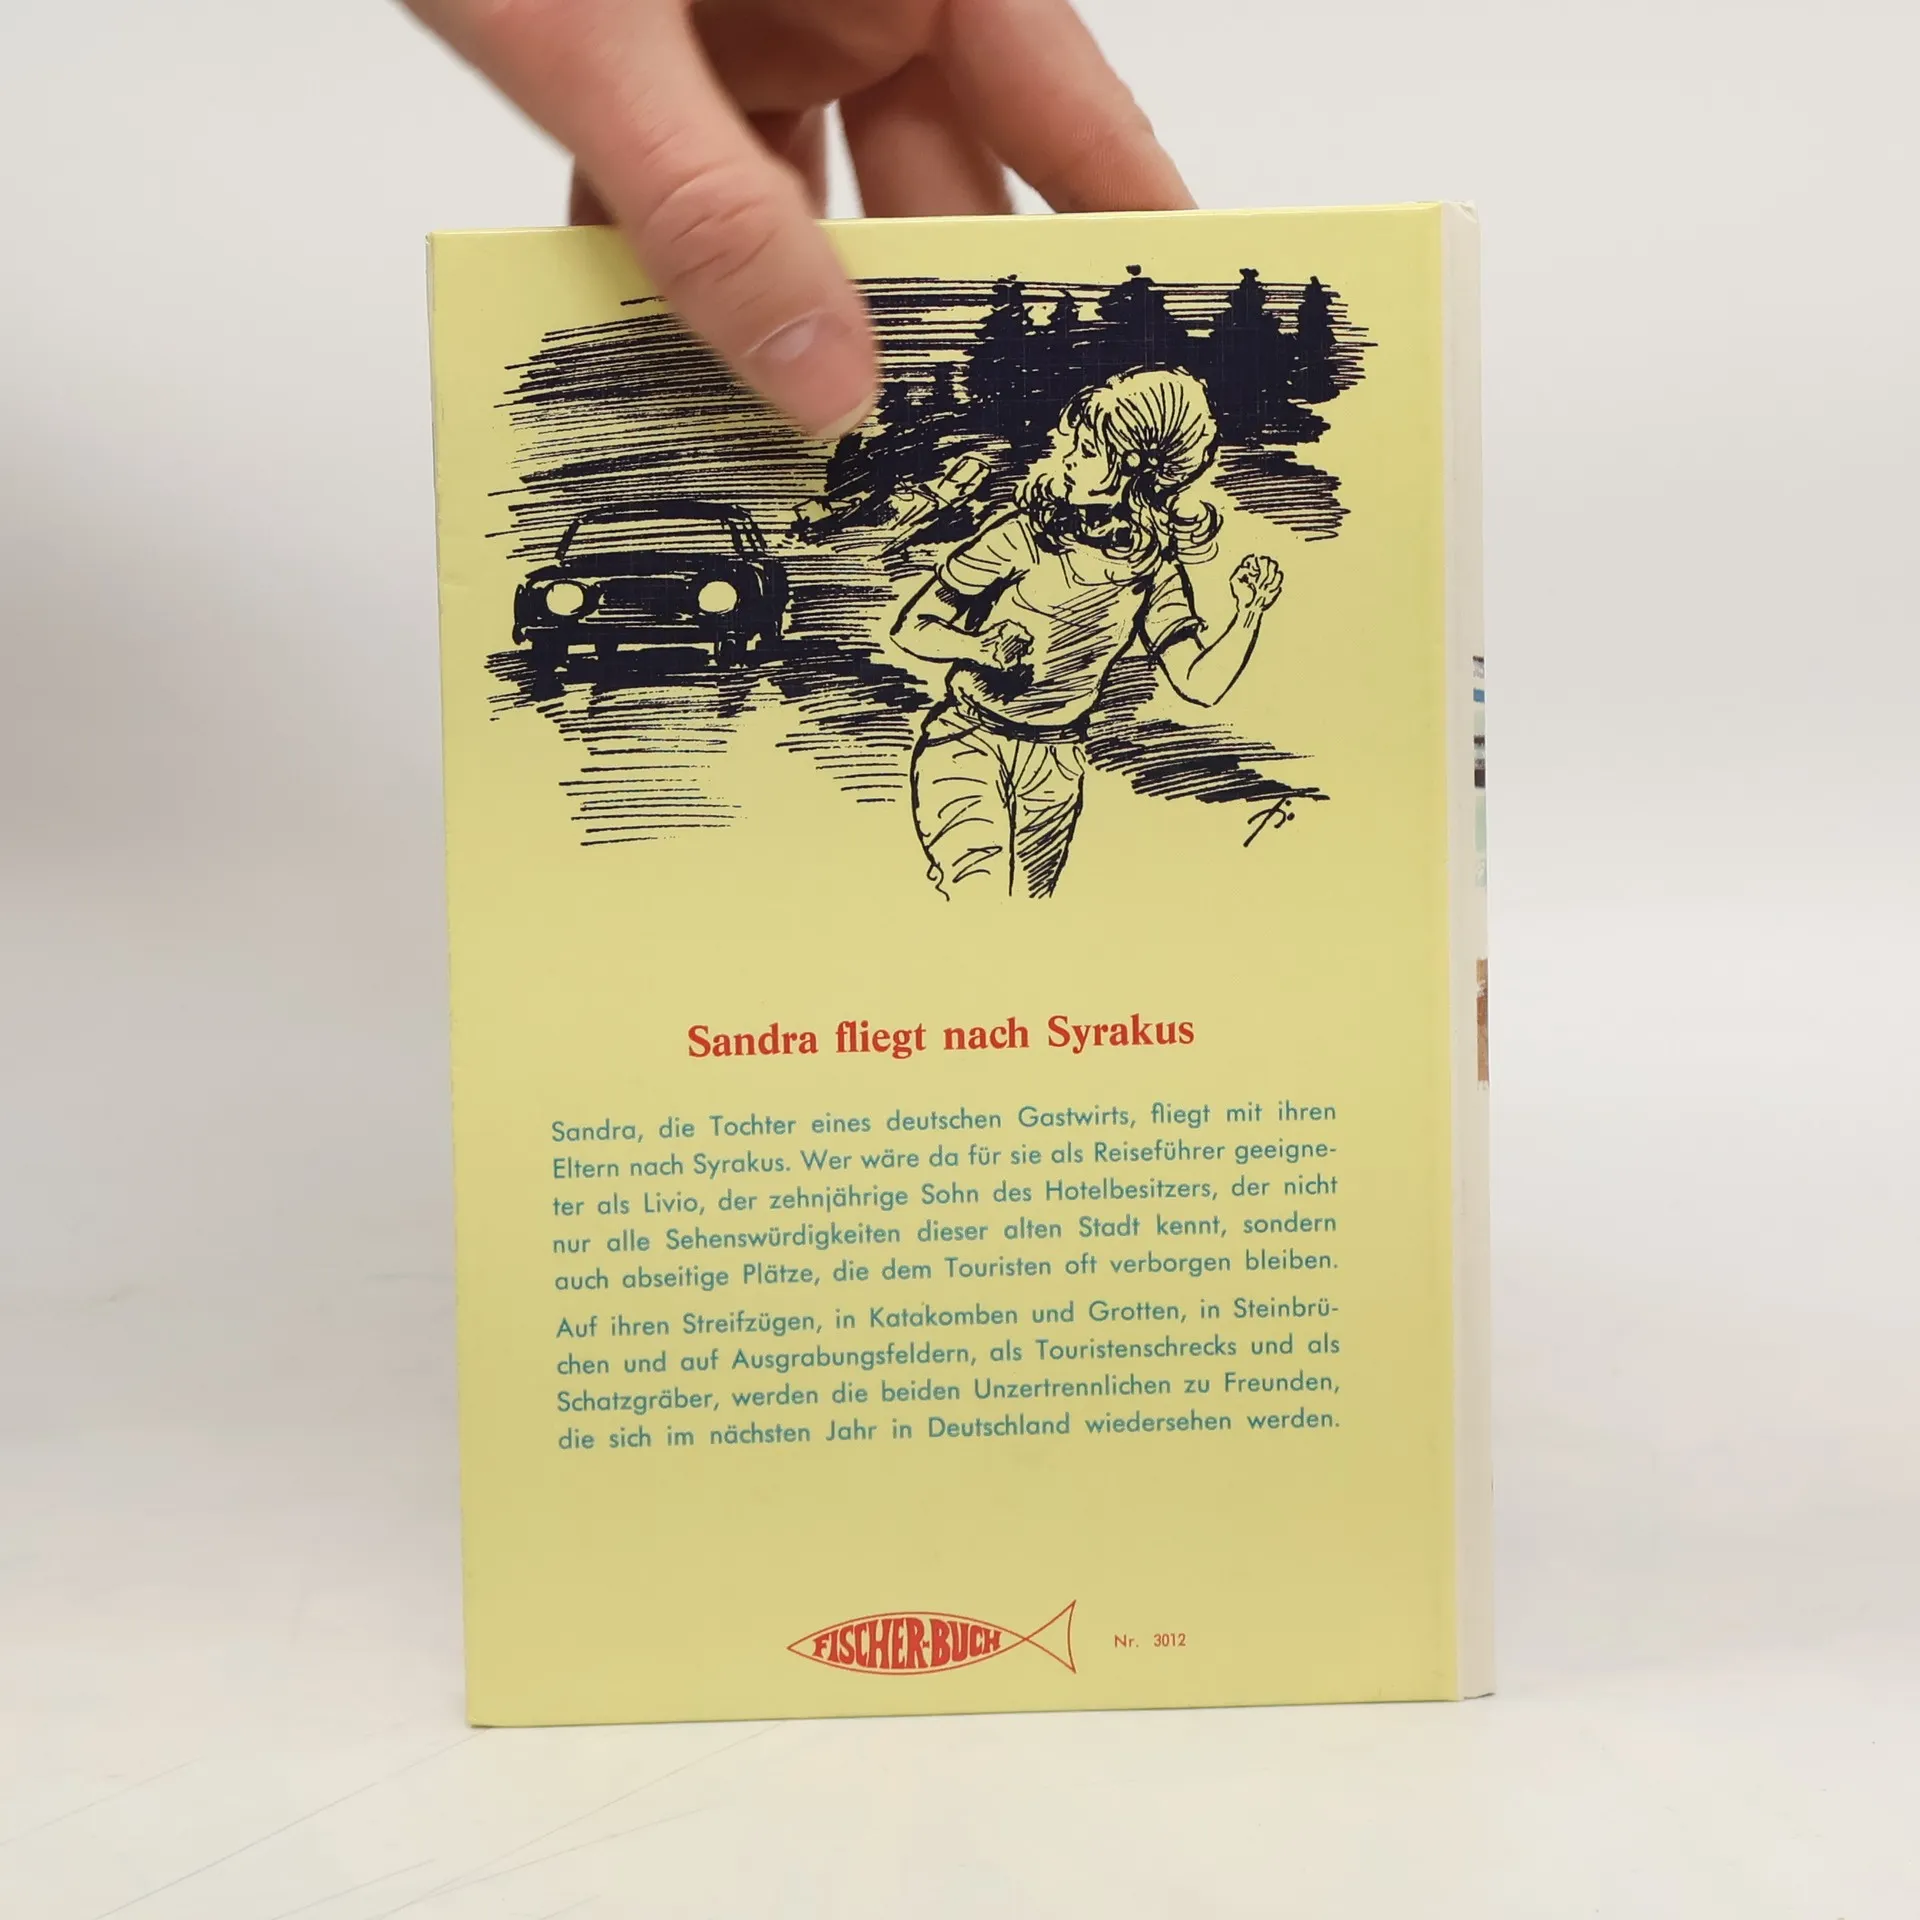 Sandra fliegt nach Syrakus
Sandra, die Tochter eines deutschen Gastwirts, fliegt mit ihren
Eltern nach Syrakus. Wer wäre da für sie als Reiseführer geeigne-
ter als Livio, der zehnjährige Sohn des Hotelbesitzers, der nicht
nur alle Sehenswürdigkeiten dieser alten Stadt kennt, sondern
auch abseitige Plätze, die dem Touristen oft verborgen bleiben.
Auf ihren Streifzügen, in Katakomben und Grotten, in Steinbrü-
chen und auf Ausgrabungsfeldern, als Touristenschrecks und als
Schatzgräber, werden die beiden Unzertrennlichen zu Freunden,
die sich im nächsten Jahr in Deutschland wiedersehen werden.
FISCHER-BUCH Nr. 3012